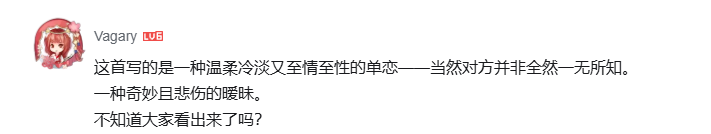 Vagary LV6
这首写的是一种温柔冷淡又至情至性的单恋——当然对方并非全然一无所知。
一种奇妙且悲伤的暧昧。
不知道大家看出来了吗？